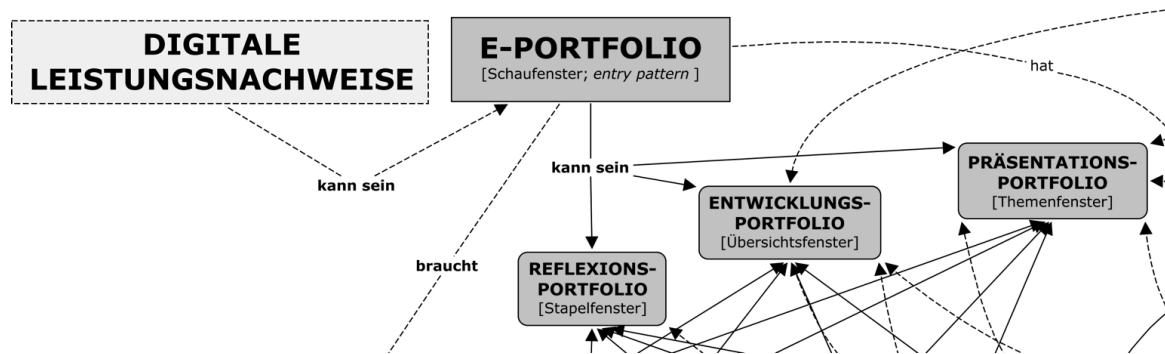 DIGITALE
LEISTUNGSNACHWEISE
E-PORTFOLIO
[Schaufenster; entry pattern ]
hat
kann sein
kann sein
PRÄSENTATIONS-
PORTFOLIO
[Themenfenster]
ENTWICKLUNGS-
PORTFOLIO
[Übersichtsfenster]
braucht
REFLEXIONS-
PORTFOLIO
[Stapelfenster]